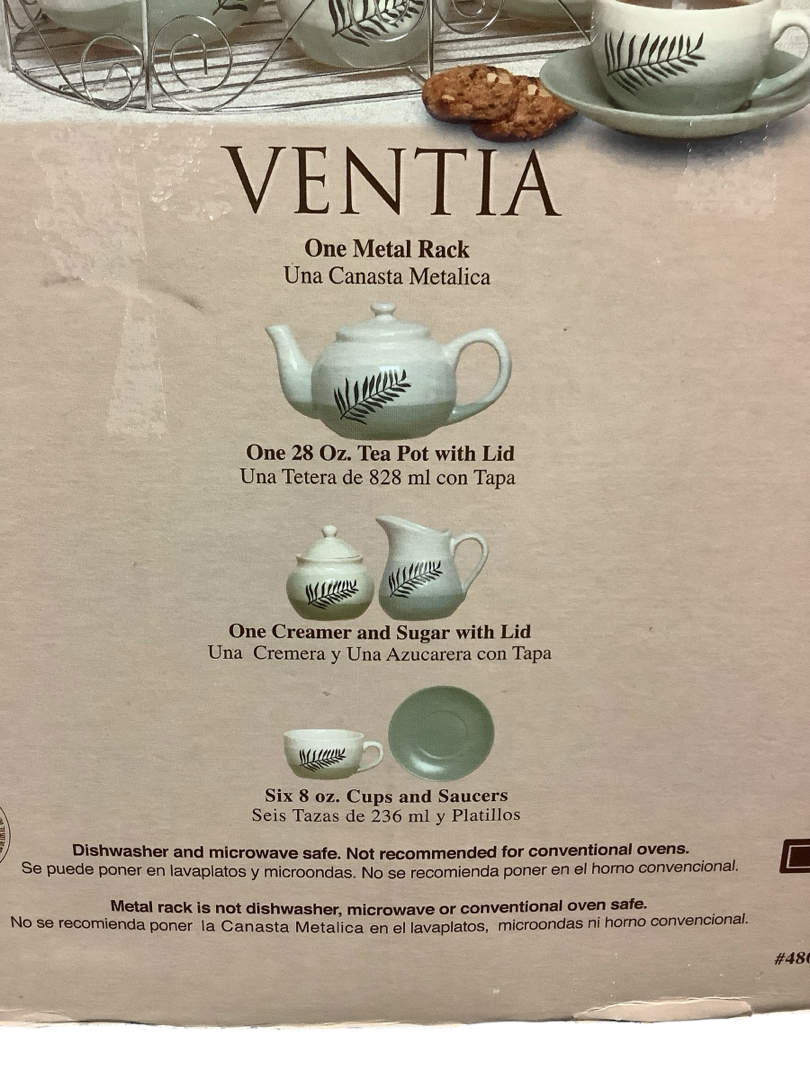 VENTIA
One Metal Rack
Una Canasta Metalica
One 28 Oz. Tea Pot with Lid
Una Tetera de 828 ml con Tapa
One Creamer and Sugar with Lid
Una Cremera y Una Azucarera con Tapa
Six 8 oz. Cups and Saucers
Seis Tazas de 236 ml y Platillos
Dishwasher and microwave safe. Not recommended for conventional ovens.
Se puede poner en lavaplatos y microondas. No se recomienda poner en el horno convencional.
Metal rack is not dishwasher, microwave or conventional oven safe.
No se recomienda poner la Canasta Metalica en el lavaplatos, microondas ni horno convencional.